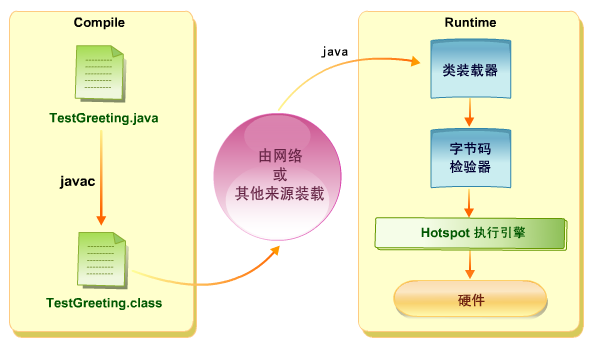 Compile
TestGreeting.java
javac
TestGreeting.class
由网络
或
其他来源装载
java
Runtime
类装载器
字节码
检验器
Hotspot 执行引擎
硬件